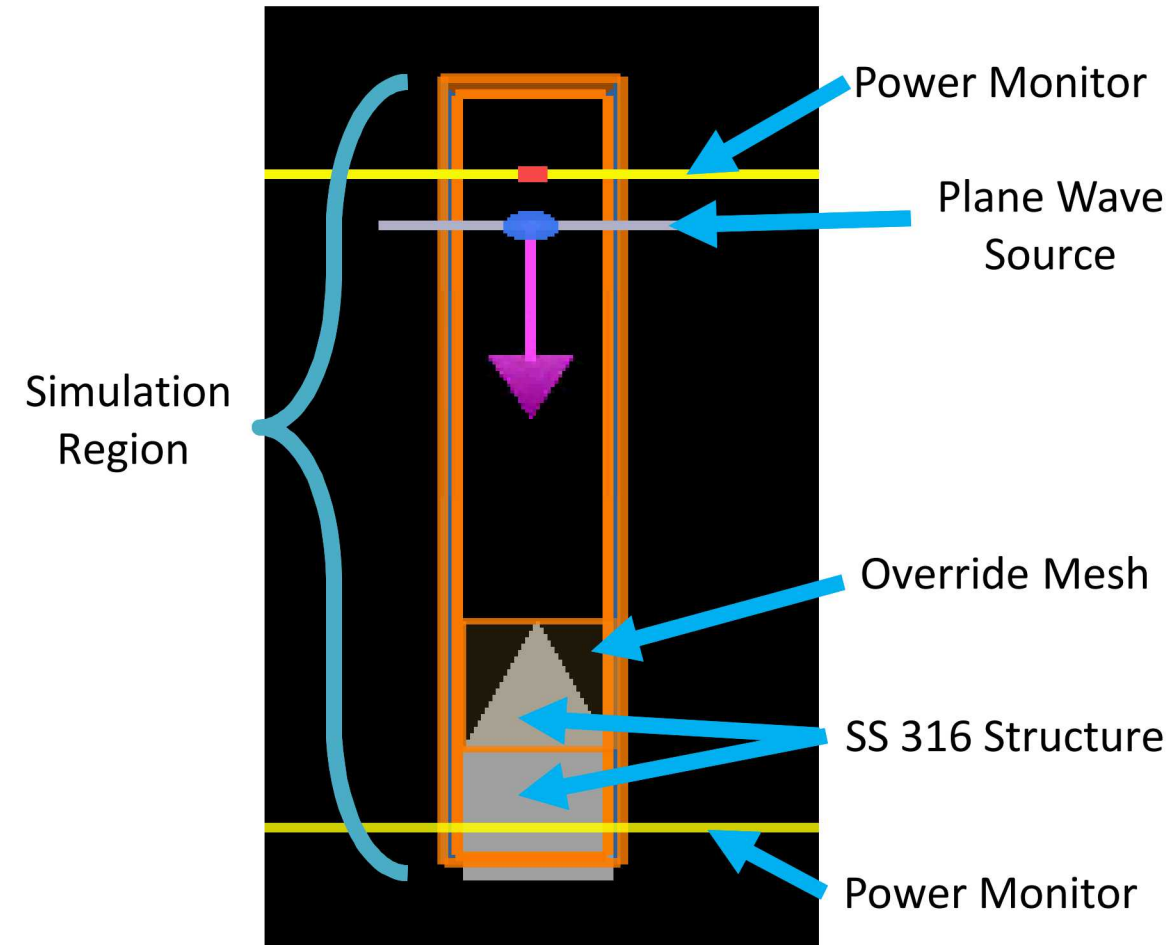 Power Monitor
Plane Wave
Source
Simulation
Region
Override Mesh
SS 316 Structure
Power Monitor